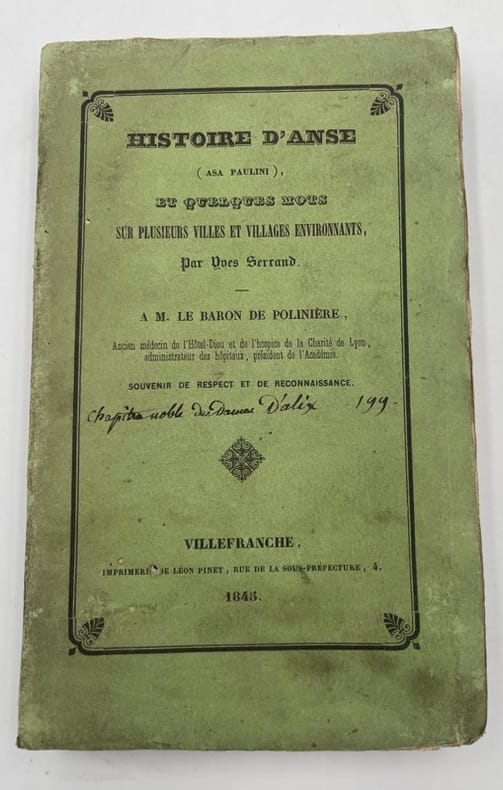 HISTOIRE D'ANSE
( ASA PAULINI ),
ET QUELQUES MOTS
SUR PLUSIEURS VILLES ET VILLAGES ENVIRONNANTS,
Par Yves Serrand.
A M. LE BARON DE POLINIÈRE,
Ancien médecin de l'Hôtel-Dieu et de l'hospice de la Charité de Lyon,
administrateur des hôpitaux, président de l'Académie.
SOUVENIR DE RESPECT ET DE RECONNAISSANCE.
Chapitre noble de Dames D'alix 199.
VILLEFRANCHE,
IMPRIMERIE DE LÉON PINET, RUE DE LA SOUS-PRÉFECTURE, 4.
1845.